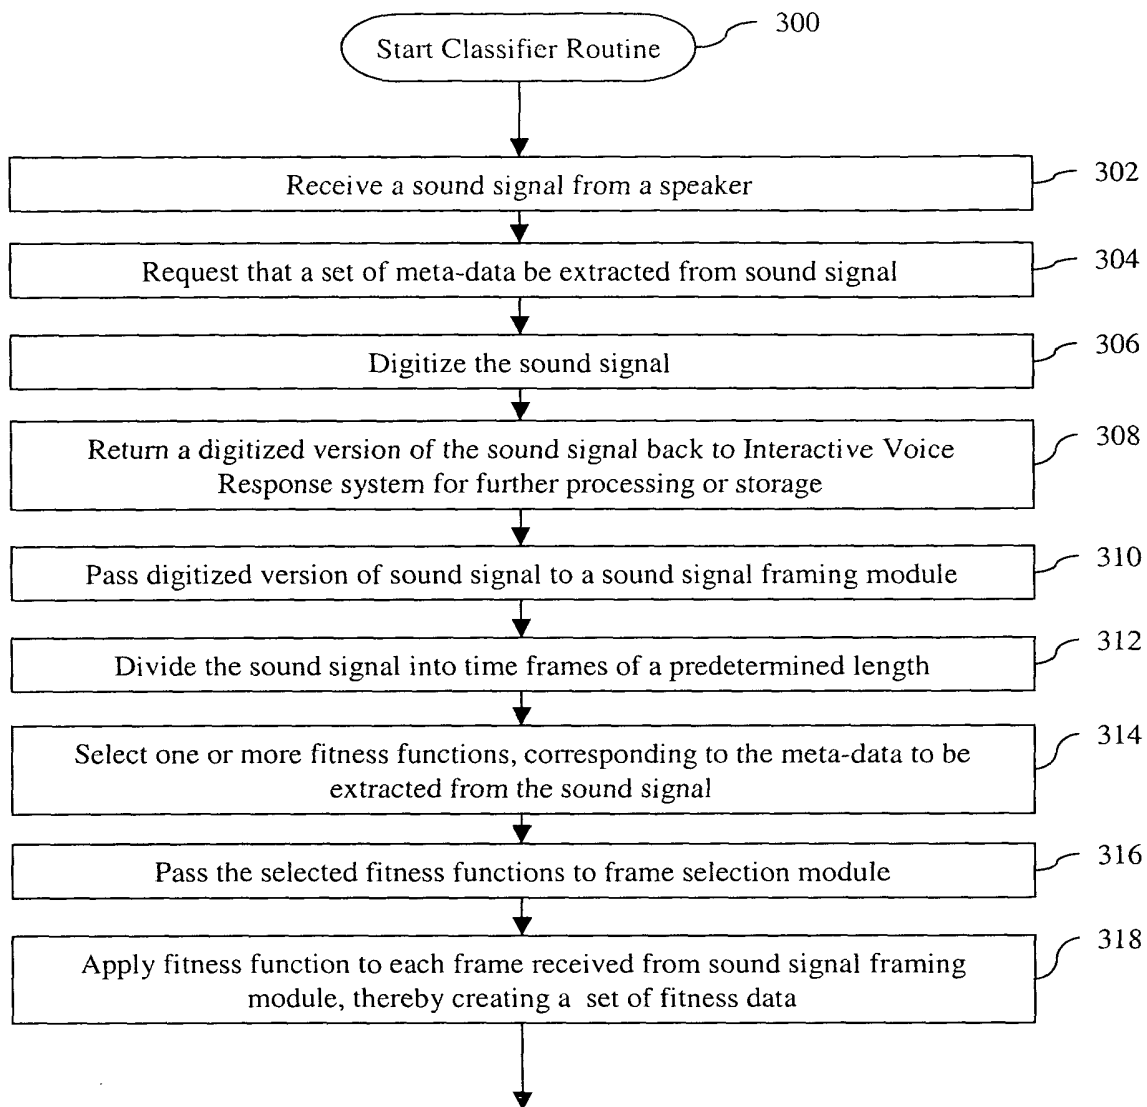 Start Classifier Routine
300
Receive a sound signal from a speaker
302
Request that a set of meta-data be extracted from sound signal
304
Digitize the sound signal
306
Return a digitized version of the sound signal back to Interactive Voice
Response system for further processing or storage
308
Pass digitized version of sound signal to a sound signal framing module
310
Divide the sound signal into time frames of a predetermined length
312
Select one or more fitness functions, corresponding to the meta-data to be
extracted from the sound signal
314
Pass the selected fitness functions to frame selection module
316
Apply fitness function to each frame received from sound signal framing
module, thereby creating a set of fitness data
318